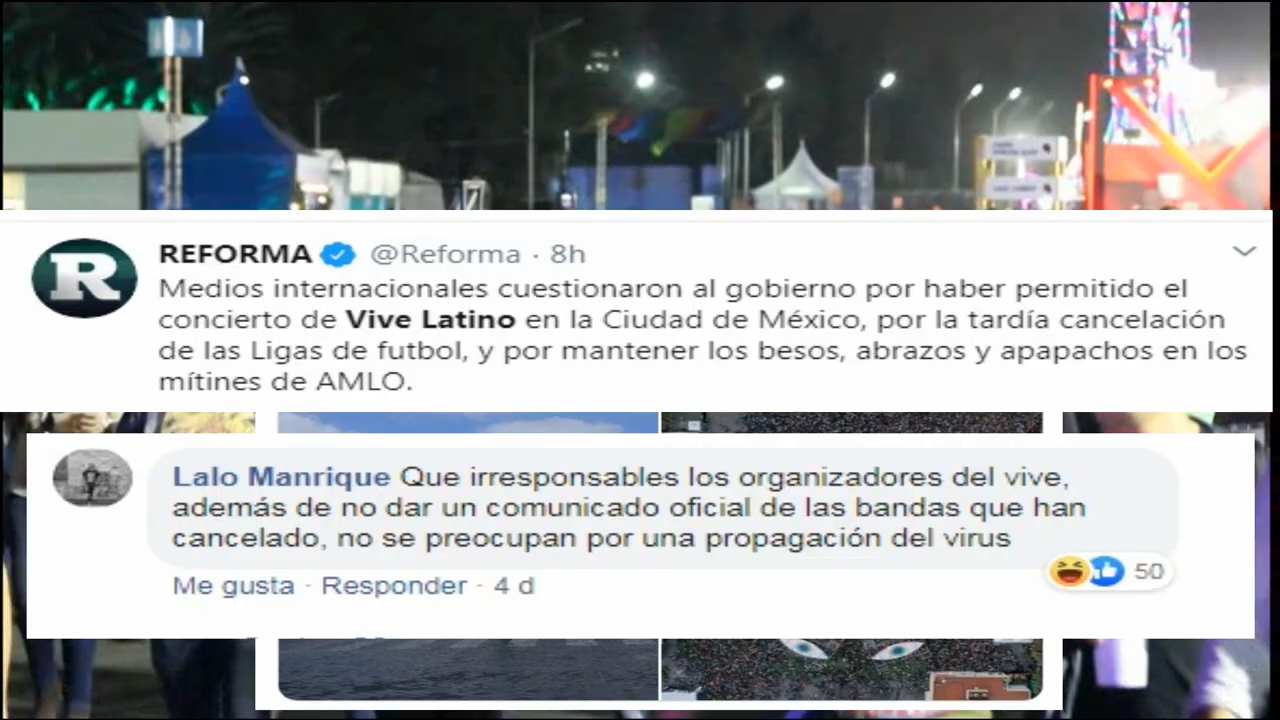 REFORMA @Reforma · 8h
Medios internacionales cuestionaron al gobierno por haber permitido el
concierto de Vive Latino en la Ciudad de México, por la tardía cancelación
de las Ligas de futbol, y por mantener los besos, abrazos y apapachos en los
mítines de AMLO.
Lalo Manrique Que irresponsables los organizadores del vive,
además de no dar un comunicado oficial de las bandas que han
cancelado, no se preocupan por una propagación del virus
50
Me gusta · Responder · 4 d